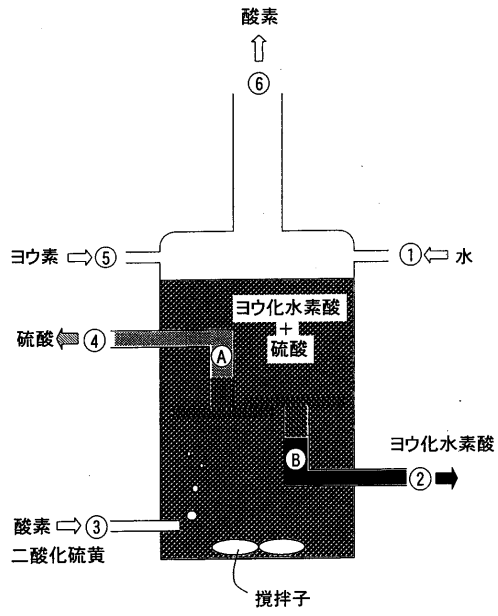 酸素
⑥
ヨウ素 ⑤
① 水
ヨウ化水素酸
+
硫酸
硫酸 ④
A
B
ヨウ化水素酸
②
酸素 ③
二酸化硫黄
撹拌子